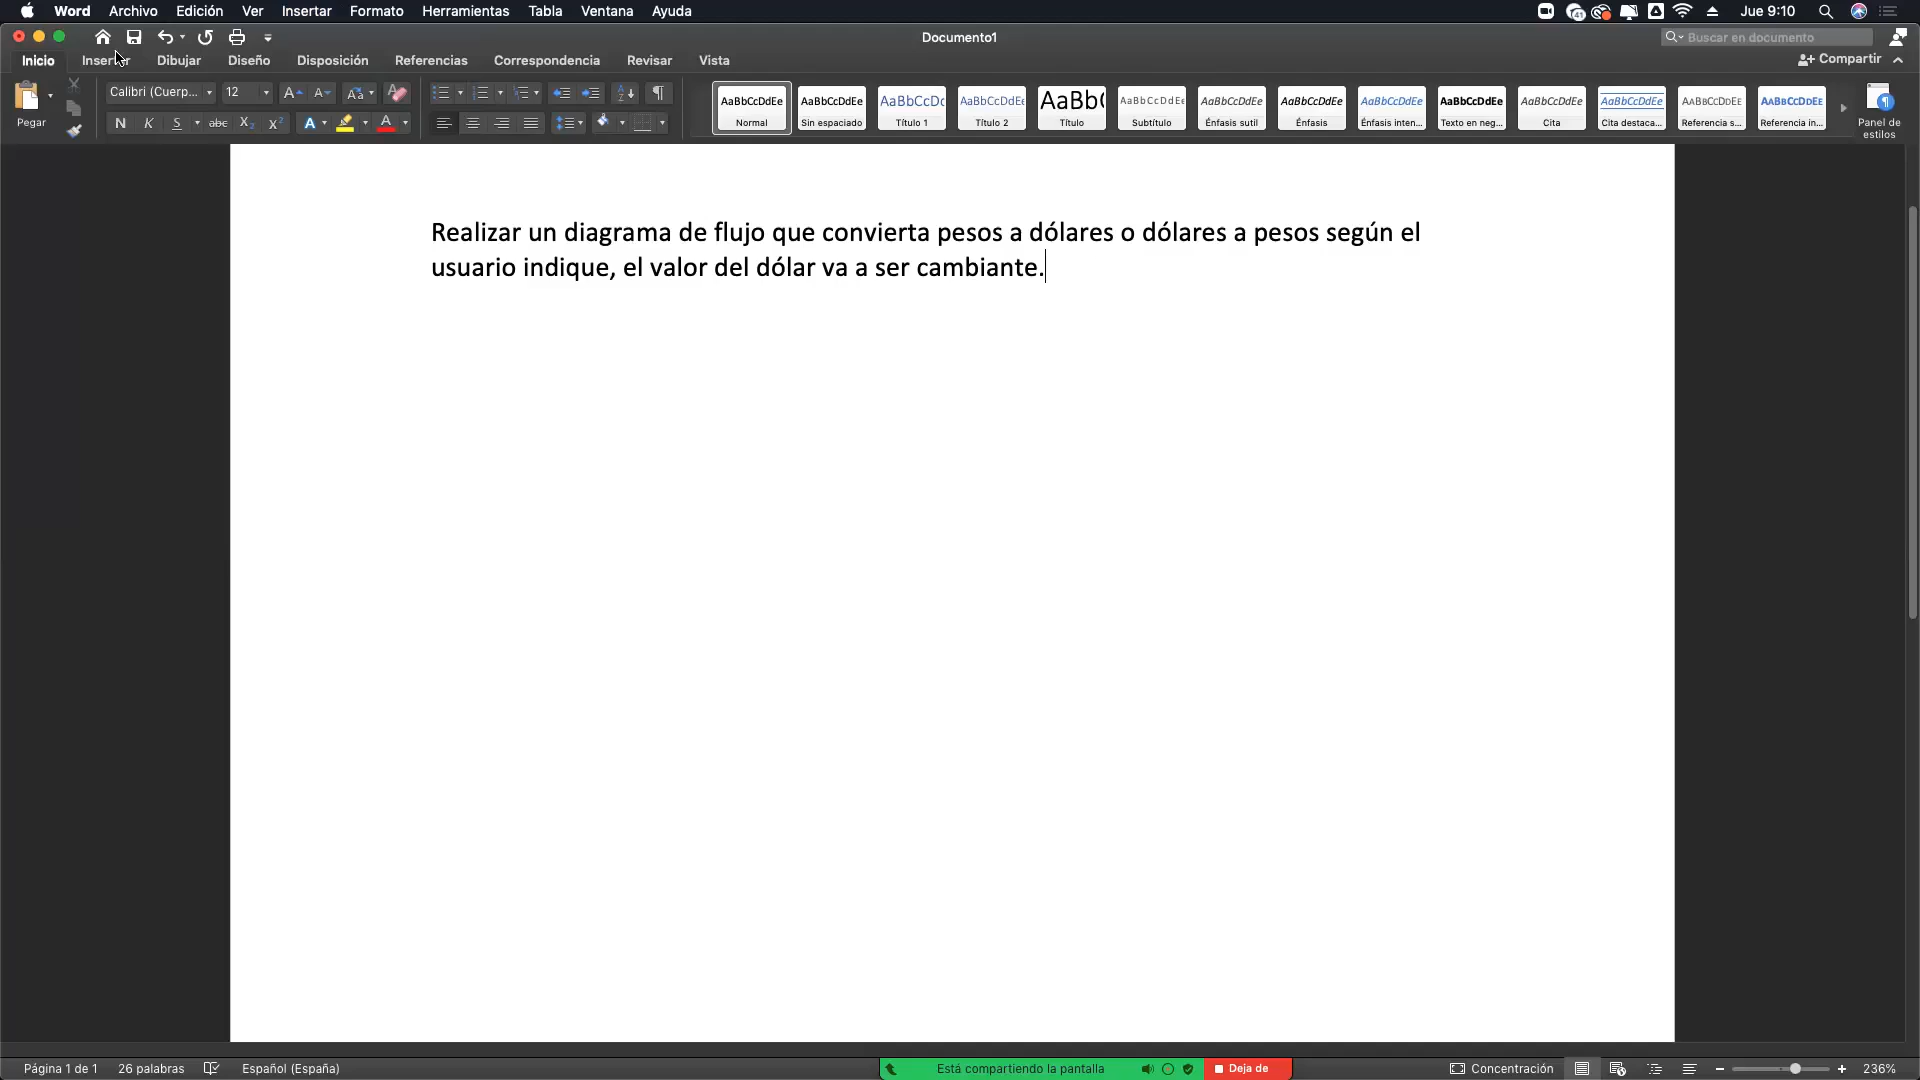 Word Archivo Edición Ver Insertar Formato Herramientas Tabla Ventana Ayuda
41
Jue 9:10
Documento1
Buscar en documento
Inicio Insertar Dibujar Diseño Disposición Referencias Correspondencia Revisar Vista
Compartir
Pegar
Calibri (Cuerp... 12
N K S abc X₂ X²
AaBbCcDdEe AaBbCcDdEe AaBbCcDc AaBbCcDdEe AaBb( AaBbCcDdEe AaBbCcDdEe AaBbCcDdEe AaBbCcDdEe AaBbCcDdEe AaBbCcDdEe AaBbCcDdEe AaBbCcDdEe AaBbCcDdEe
Normal Sin espaciado Título 1 Título 2 Título Subtítulo Énfasis sutil Énfasis Énfasis inten... Texto en neg... Cita Cita destaca... Referencia s... Referencia in...
Panel de
estilos
Realizar un diagrama de flujo que convierta pesos a dólares o dólares a pesos según el
usuario indique, el valor del dólar va a ser cambiante.
Página 1 de 1 26 palabras Español (España)
Está compartiendo la pantalla Deja de
Concentración 236%